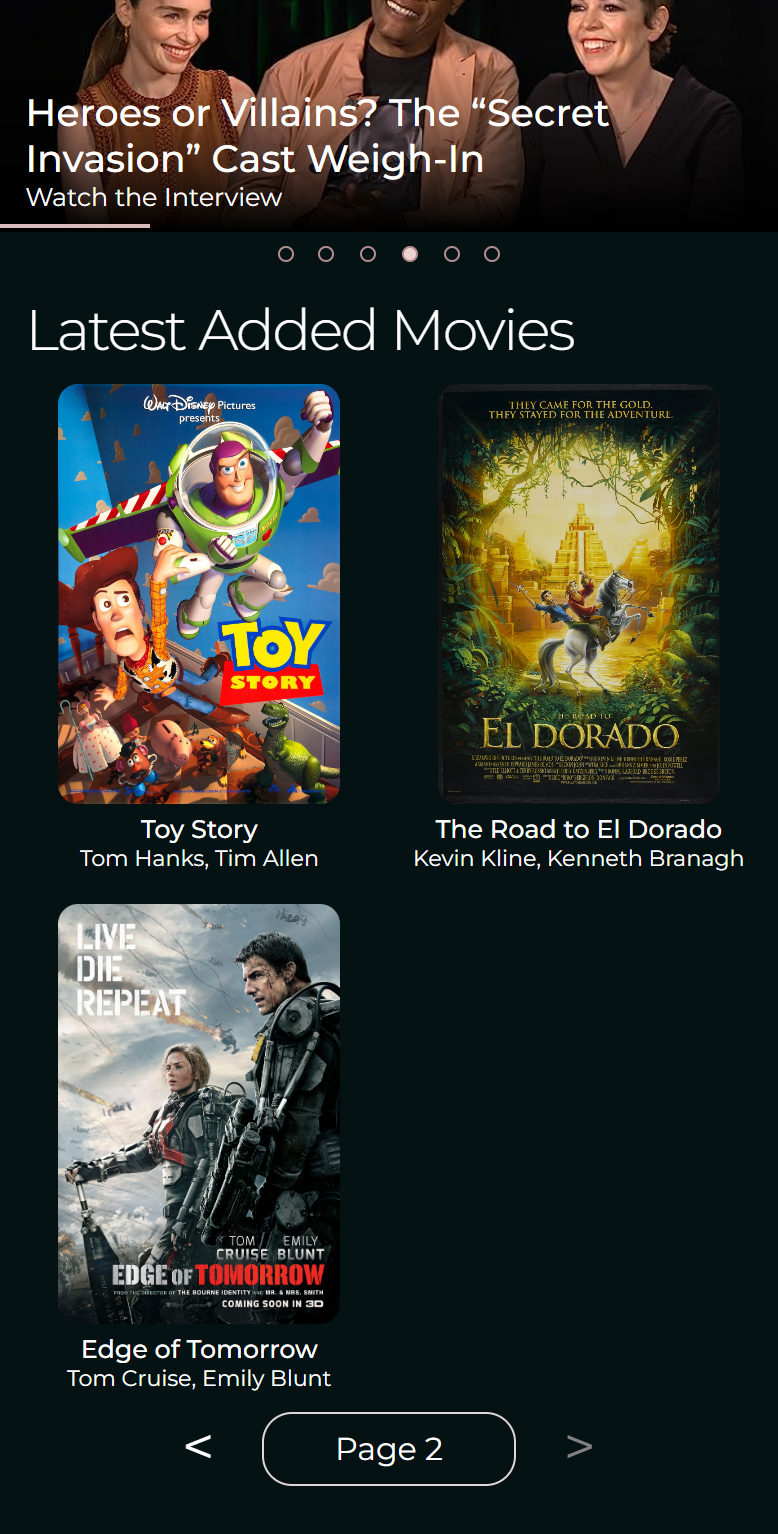 Heroes or Villains? The “Secret
Invasion” Cast Weigh-In
Watch the Interview
Latest Added Movies
Walt Disney Pictures
presents
TOY
STORY
Toy Story
Tom Hanks, Tim Allen
THEY CAME FOR THE GOLD.
THEY STAYED FOR THE ADVENTURE.
THE ROAD TO
EL DORADO
The Road to El Dorado
Kevin Kline, Kenneth Branagh
LIVE
DIE
REPEAT
TOM EMILY
CRUISE BLUNT
EDGE OF TOMORROW
FROM THE DIRECTOR OF THE BOURNE IDENTITY AND MR. & MRS. SMITH
COMING SOON IN 3D
Edge of Tomorrow
Tom Cruise, Emily Blunt
< Page 2 >